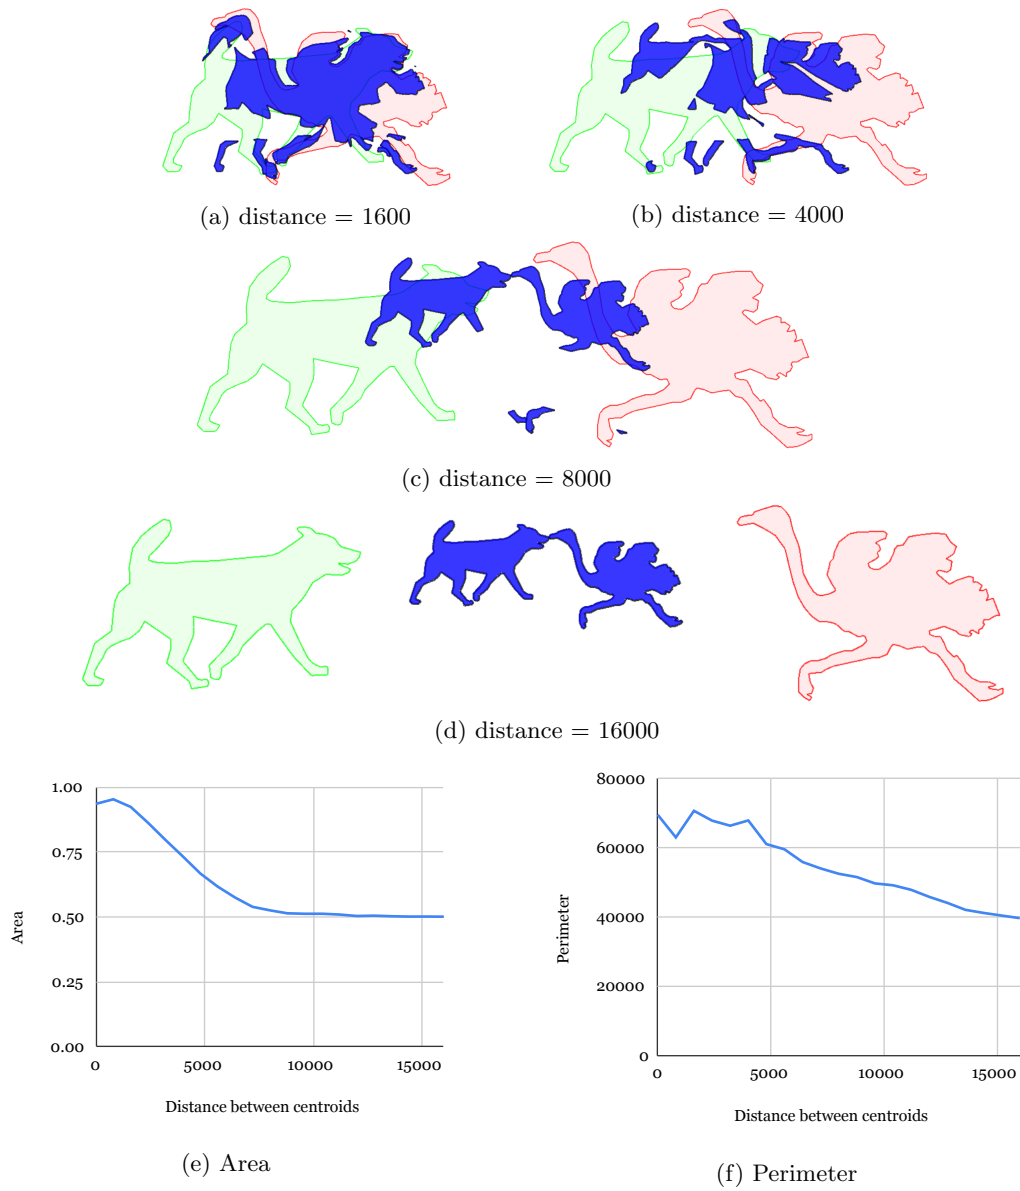 (a) distance = 1600
(b) distance = 4000
(c) distance = 8000
(d) distance = 16000
1.00
0.75
0.50
0.25
0.00
Area
0
5000
10000
15000
Distance between centroids
(e) Area
80000
60000
40000
20000
0
Perimeter
0
5000
10000
15000
Distance between centroids
(f) Perimeter